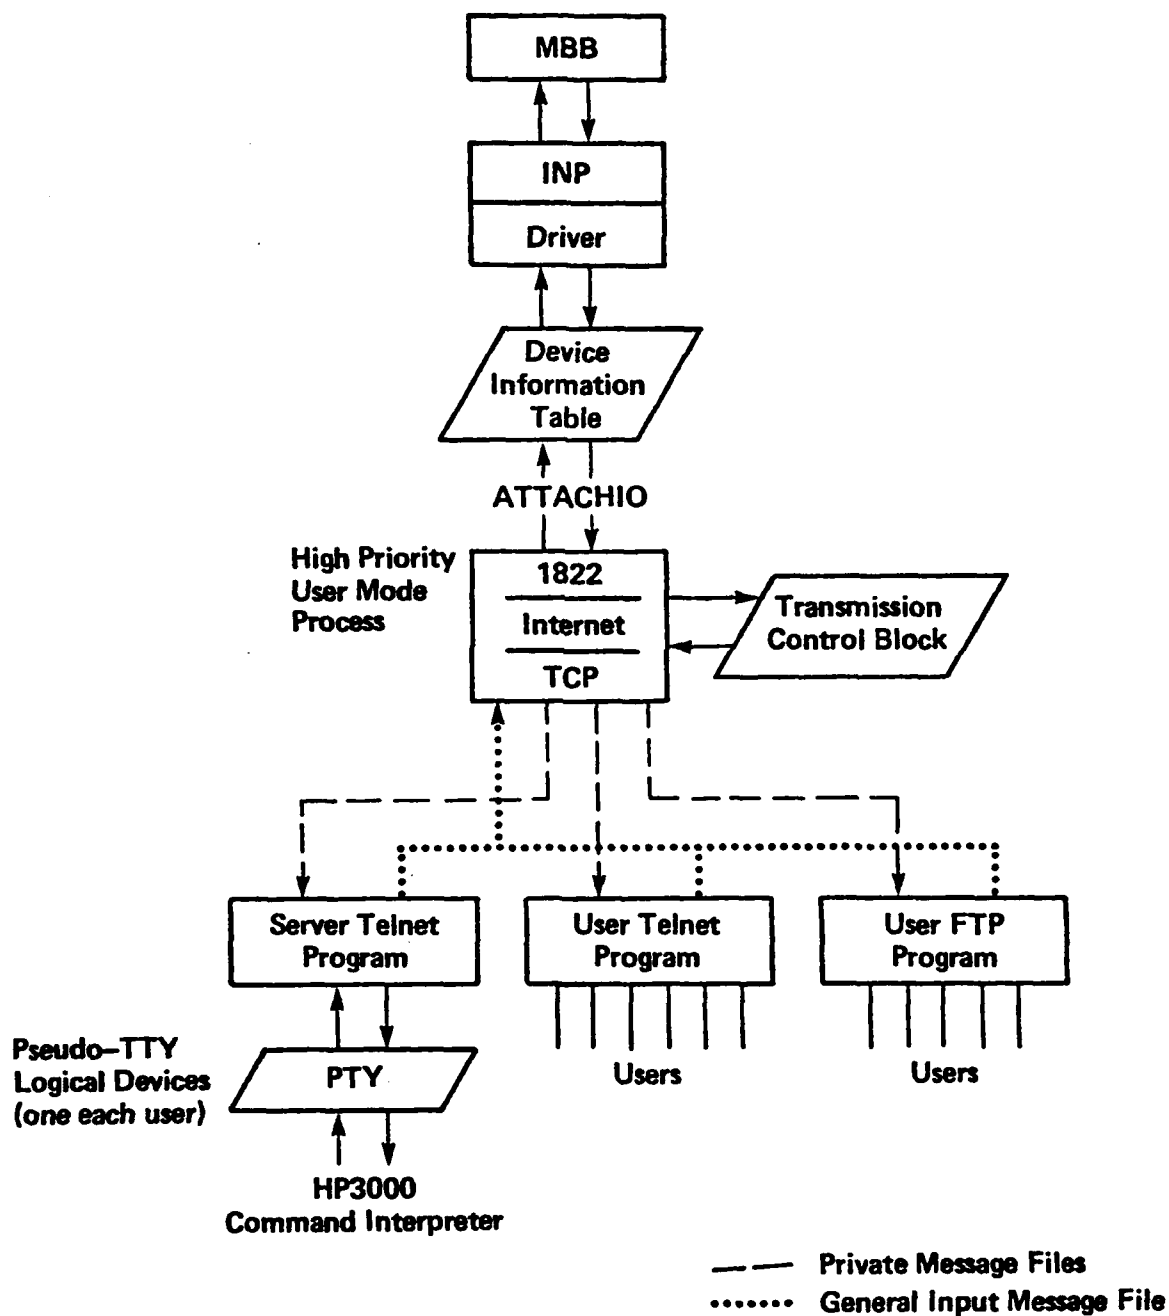 MBB
INP
Driver
Device
Information
Table
ATTACHIO
High Priority
User Mode
Process
1822
Internet
TCP
Transmission
Control Block
Server Telnet
Program
User Telnet
Program
User FTP
Program
Pseudo-TTY
Logical Devices
(one each user)
PTY
Users
Users
HP3000
Command Interpreter
Private Message Files
General Input Message File